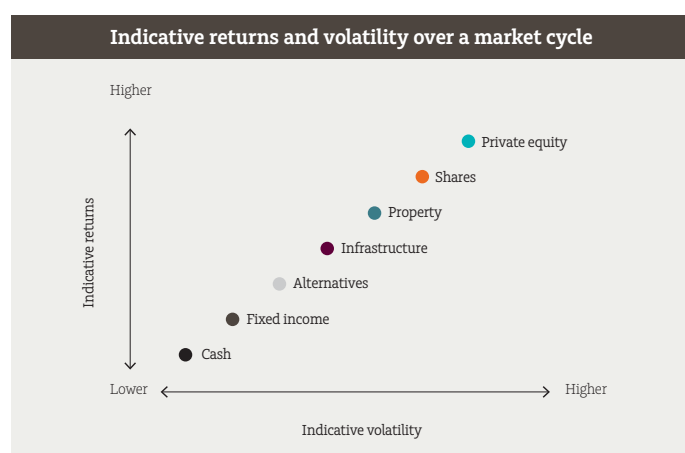 Indicative returns and volatility over a market cycle
Higher
Private equity
Shares
Property
Infrastructure
Alternatives
Fixed income
Cash
Indicative returns
Lower
Higher
Indicative volatility